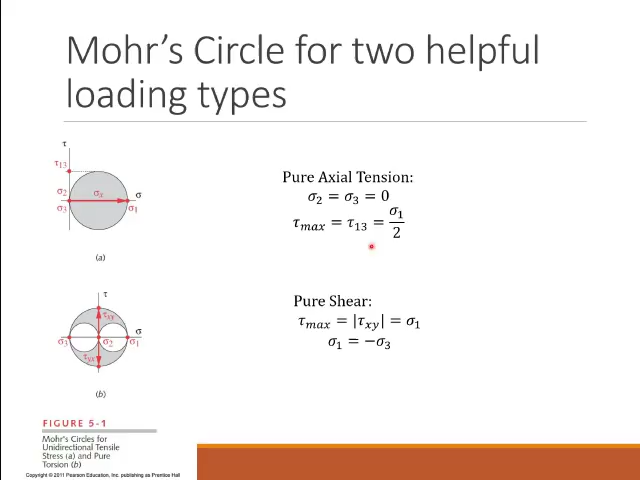 Mohr's Circle for two helpful
loading types
τ
τ13
σ2
σx
σ
σ3
σ1
(a)
Pure Axial Tension:
σ2 = σ3 = 0
τmax = τ13 = σ1/2
τ
τxy
σ
σ3
σ2
σ1
τyx
(b)
Pure Shear:
τmax = |τxy| = σ1
σ1 = −σ3
FIGURE 5-1
Mohr's Circles for
Unidirectional Tensile
Stress (a) and Pure
Torsion (b)
Copyright © 2011 Pearson Education, Inc. publishing as Prentice Hall